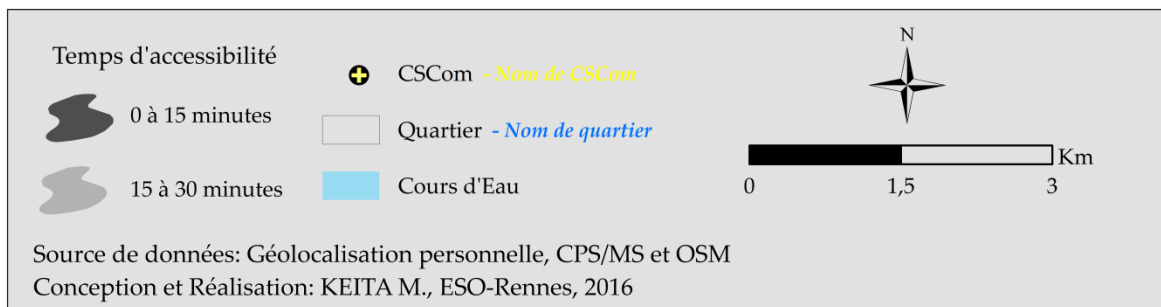 Temps d'accessibilité
0 à 15 minutes
15 à 30 minutes
CSCom - Nom de CSCom
Quartier - Nom de quartier
Cours d'Eau
N
Km
0 1,5 3
Source de données: Géolocalisation personnelle, CPS/MS et OSM
Conception et Réalisation: KEITA M., ESO-Rennes, 2016